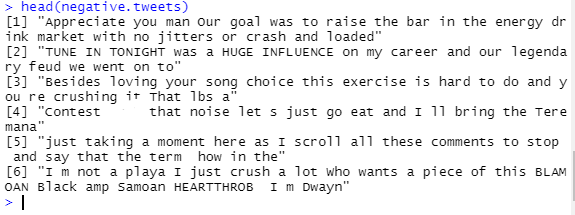 > head(negative.tweets)
[1] "Appreciate you man Our goal was to raise the bar in the energy dr
ink market with no jitters or crash and loaded"
[2] "TUNE IN TONIGHT was a HUGE INFLUENCE on my career and our legenda
ry feud we went on to"
[3] "Besides loving your song choice this exercise is hard to do and y
ou re crushing it That lbs a"
[4] "Contest      that noise let s just go eat and I ll bring the Tere
mana"
[5] "just taking a moment here as I scroll all these comments to stop
 and say that the term  how in the"
[6] "I m not a playa I just crush a lot Who wants a piece of this BLAM
OAN Black amp Samoan HEARTTHROB  I m Dwayn"
>